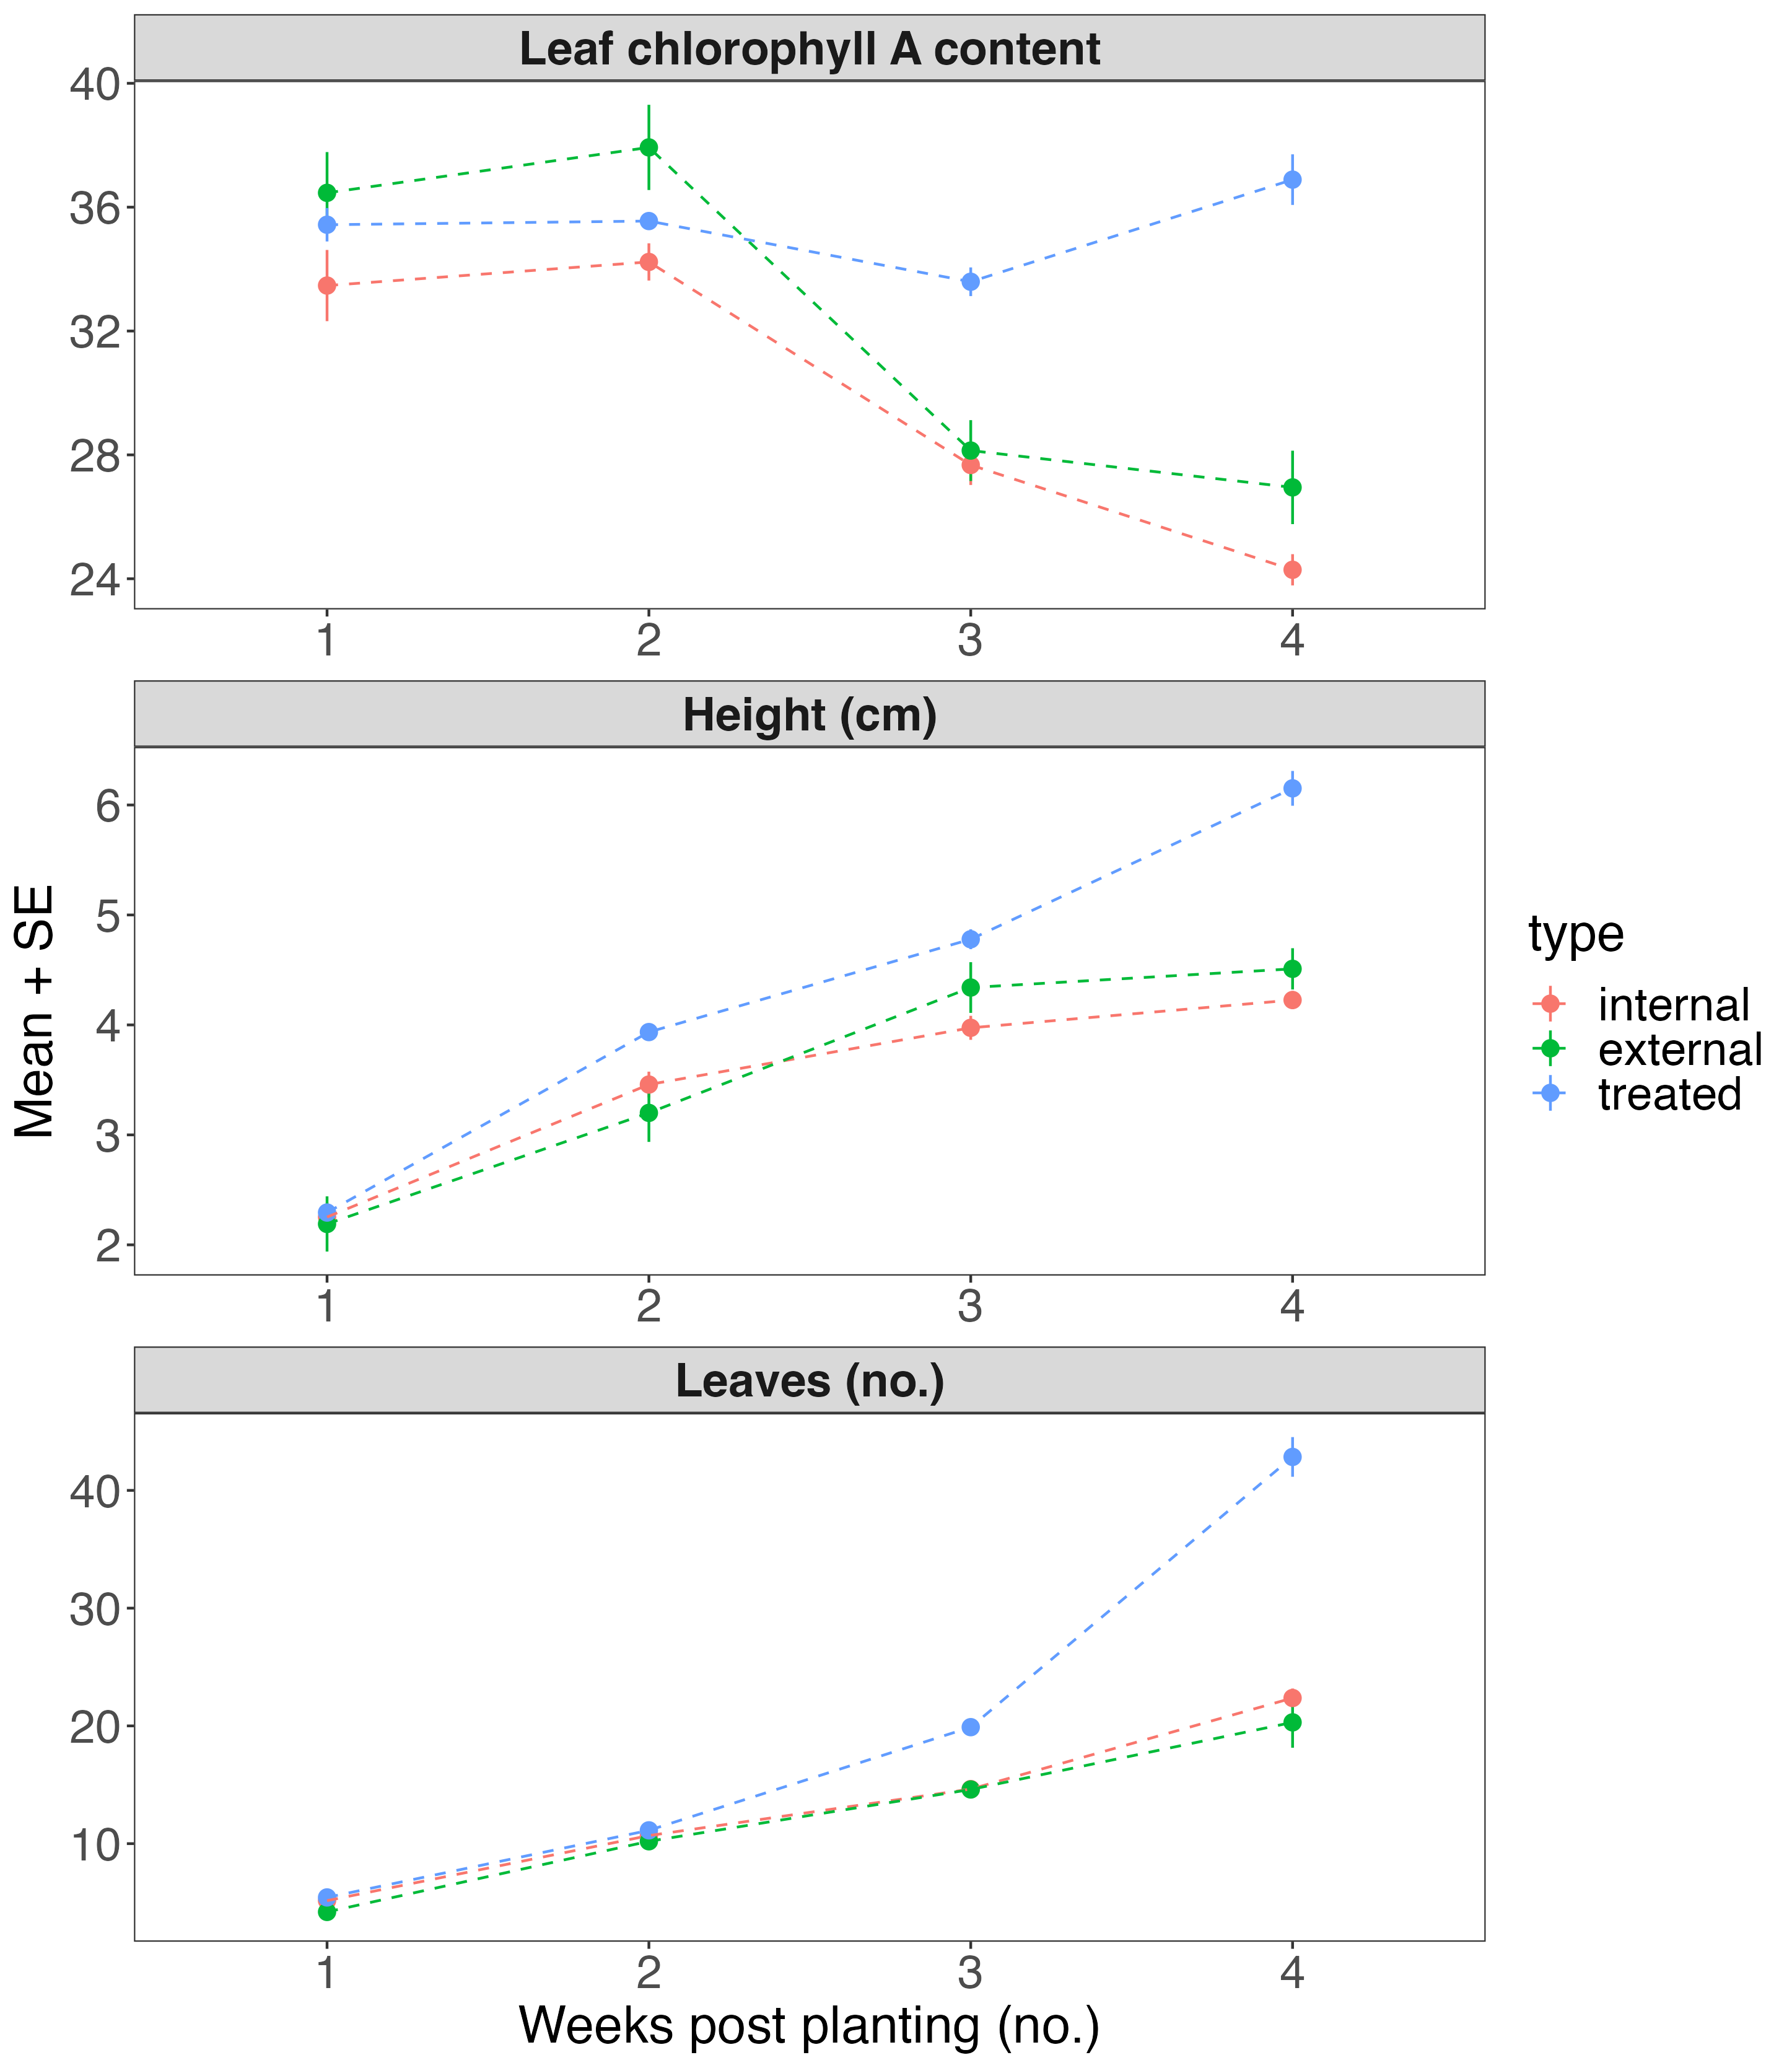 Leaf chlorophyll A content
40
36
32
28
24
1 2 3 4
Height (cm)
6
5
4
3
2
1 2 3 4
Leaves (no.)
40
30
20
10
1 2 3 4
Weeks post planting (no.)
Mean + SE
type
internal
external
treated